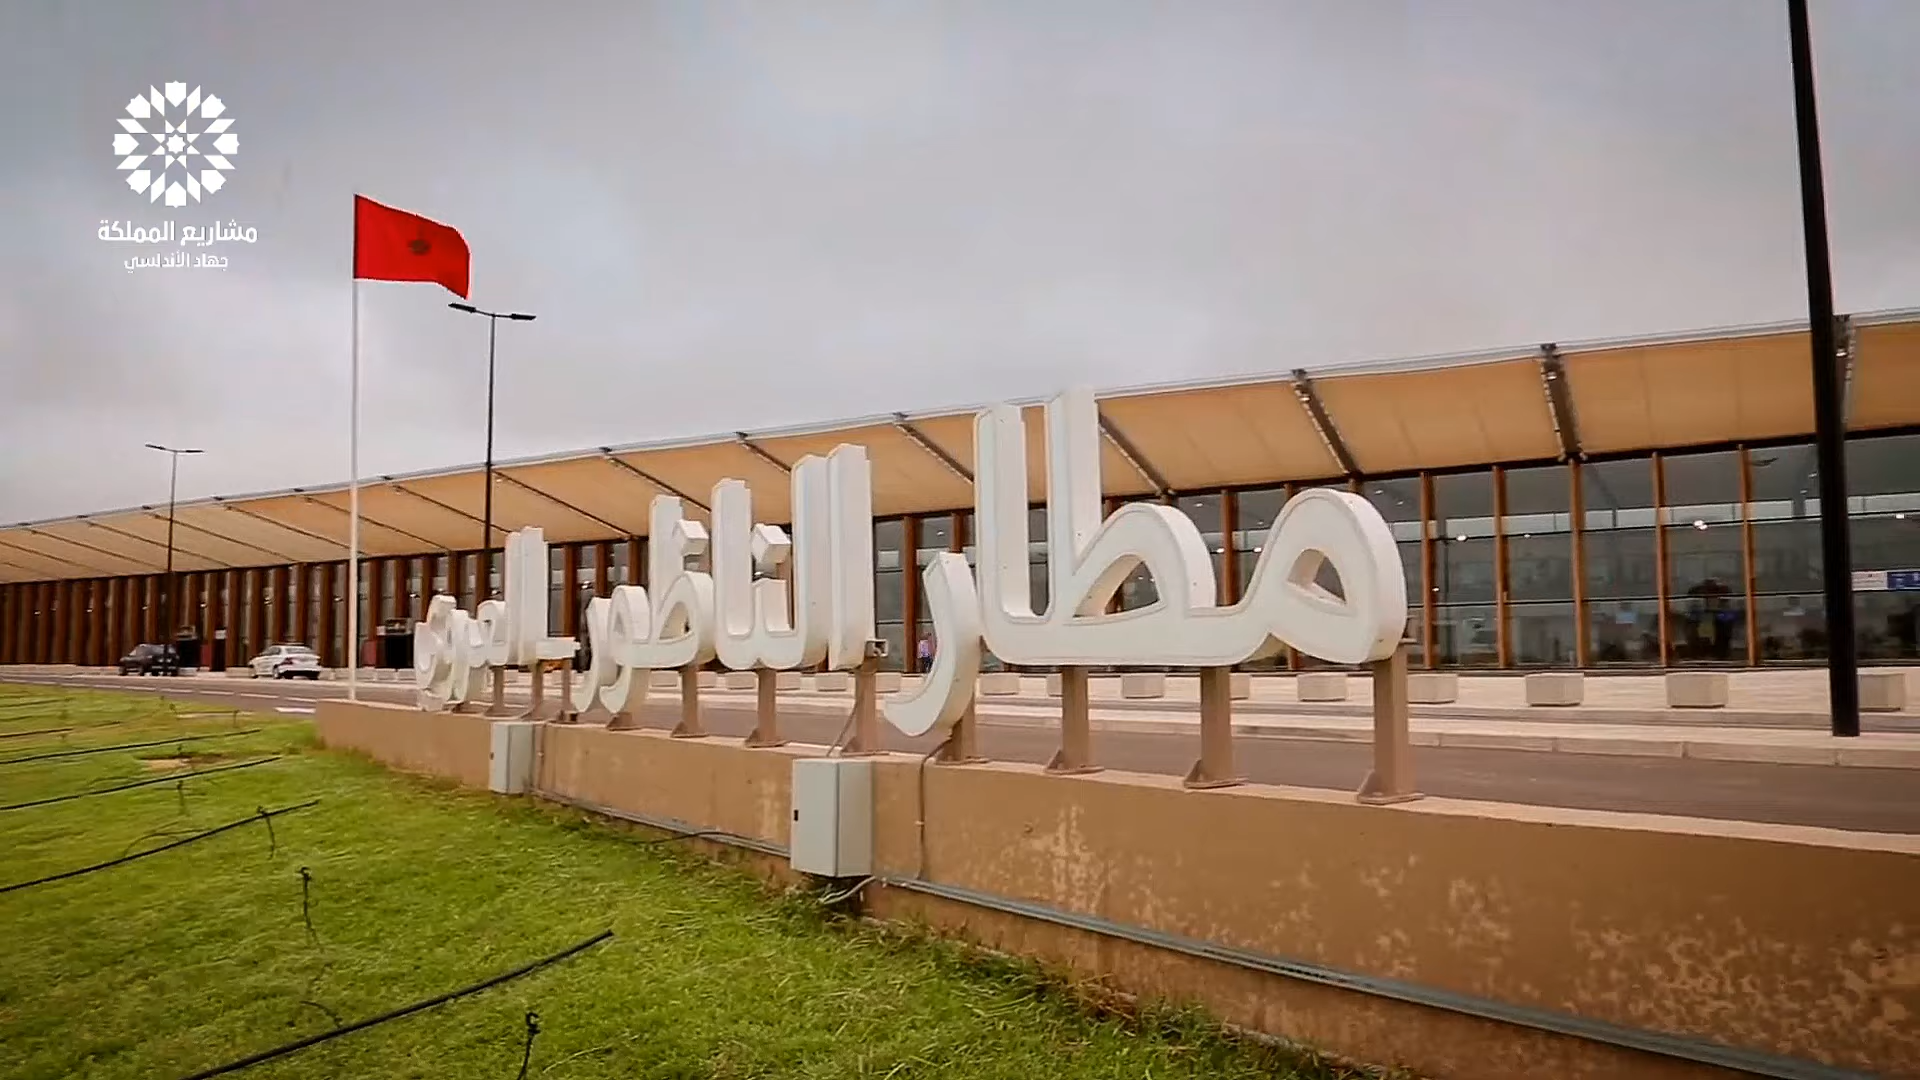 مشاريع المملكة
جهاد الأندلسي
مطار الناظور - العروي